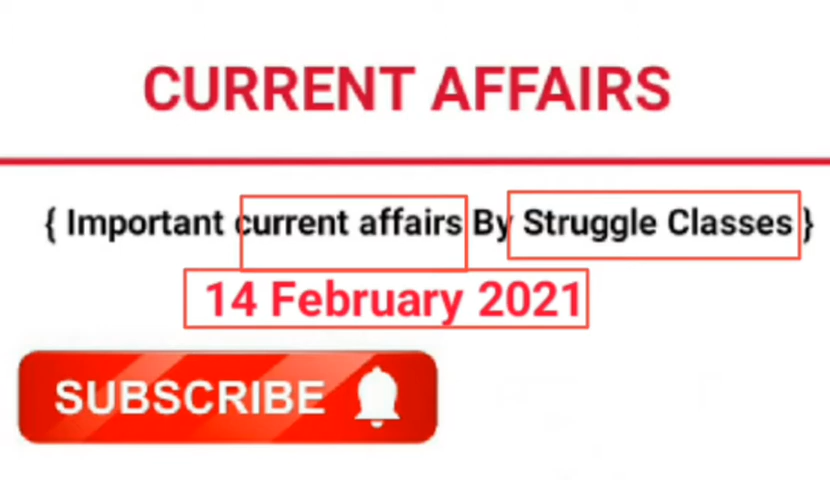 CURRENT AFFAIRS
{ Important current affairs By Struggle Classes }
14 February 2021
SUBSCRIBE